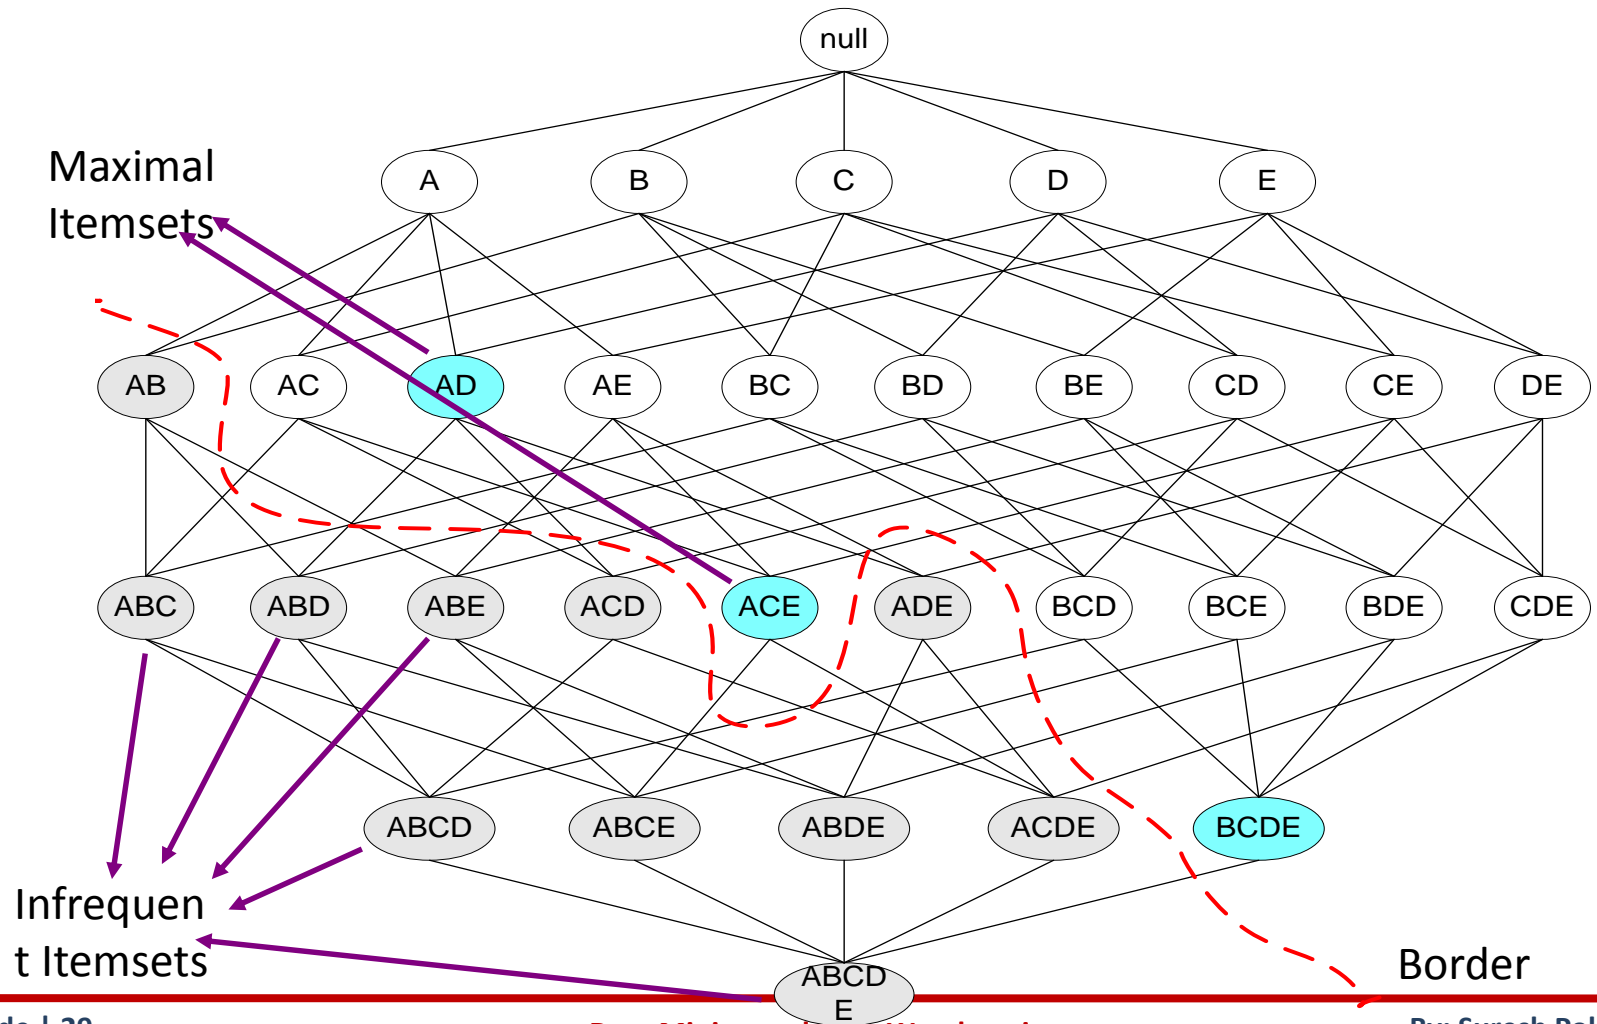 null
Maximal
Itemsets
A B C D E
AB AC AD AE BC BD BE CD CE DE
ABC ABD ABE ACD ACE ADE BCD BCE BDE CDE
ABCD ABCE ABDE ACDE BCDE
Infrequen
t Itemsets
Border
ABCD
E